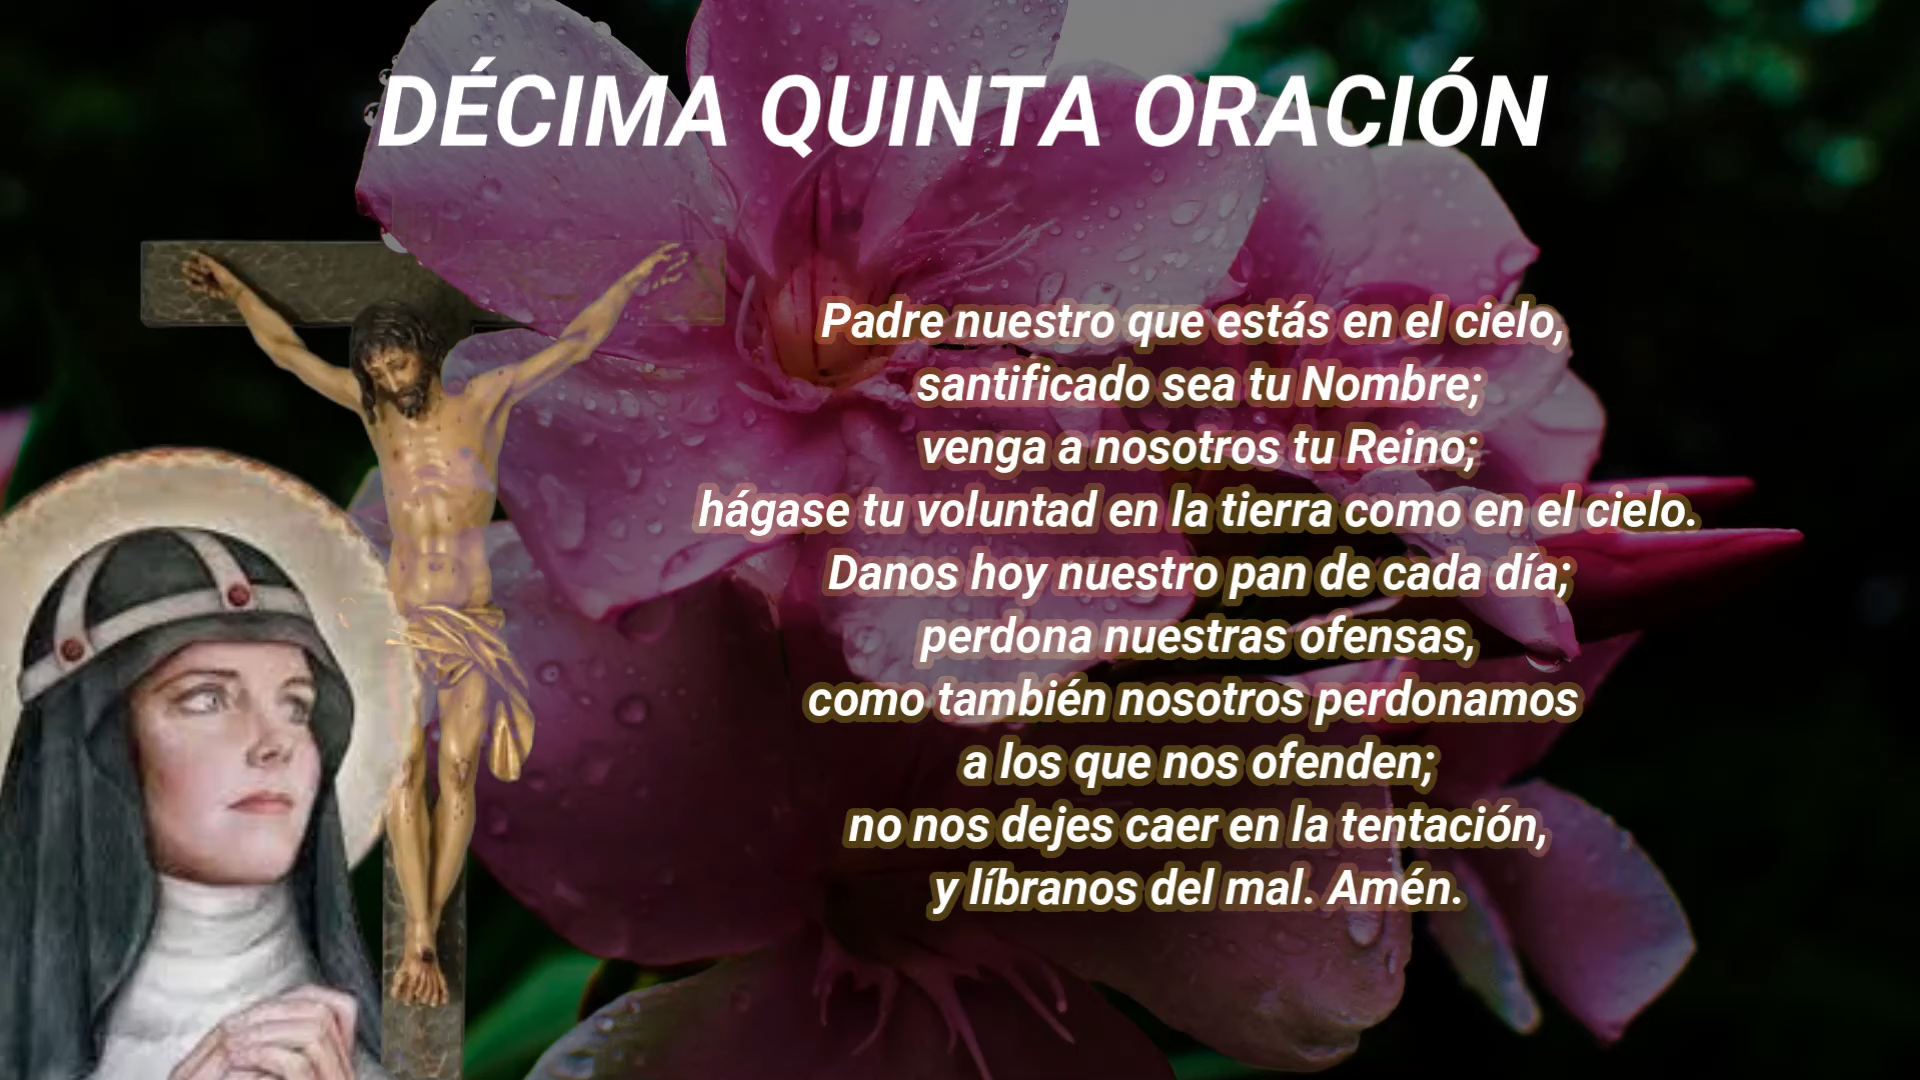 DÉCIMA QUINTA ORACIÓN
Padre nuestro que estás en el cielo,
santificado sea tu Nombre;
venga a nosotros tu Reino;
hágase tu voluntad en la tierra como en el cielo.
Danos hoy nuestro pan de cada día;
perdona nuestras ofensas,
como también nosotros perdonamos
a los que nos ofenden;
no nos dejes caer en la tentación,
y líbranos del mal. Amén.